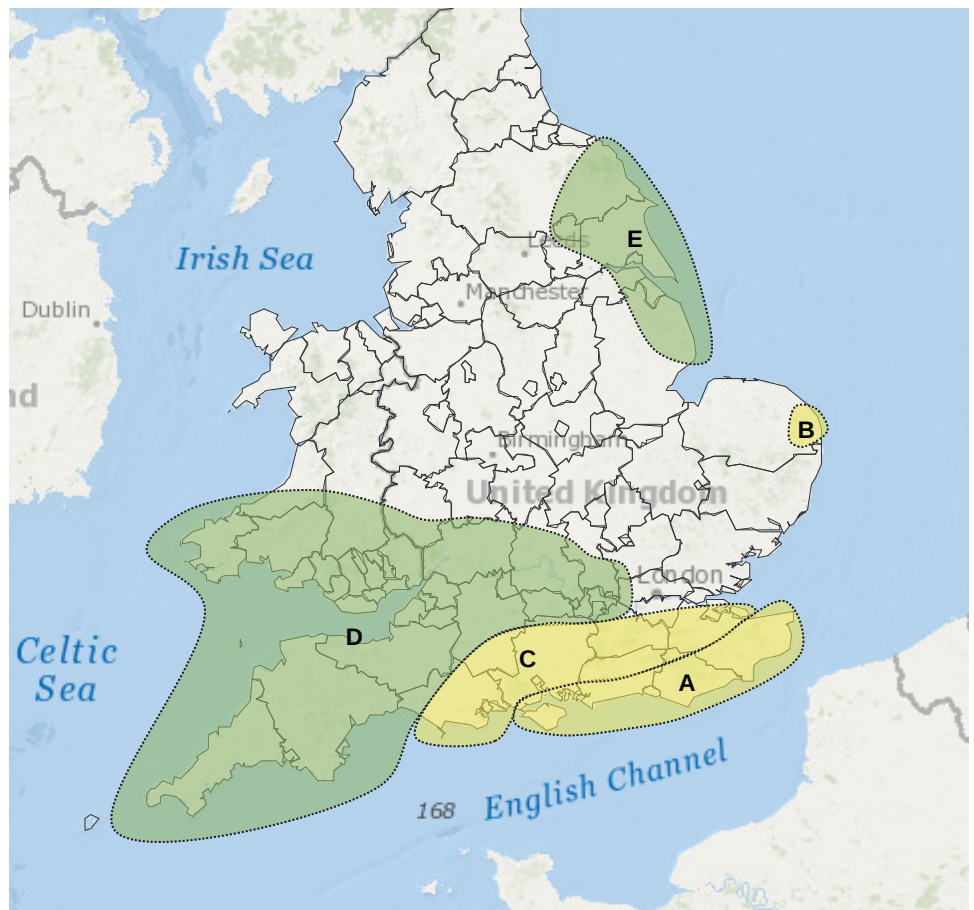 E
Leeds
Irish Sea
Manchester
Dublin
nd
B
Birmingham
United Kingdom
London
D
Celtic
Sea
C
A
English Channel
168